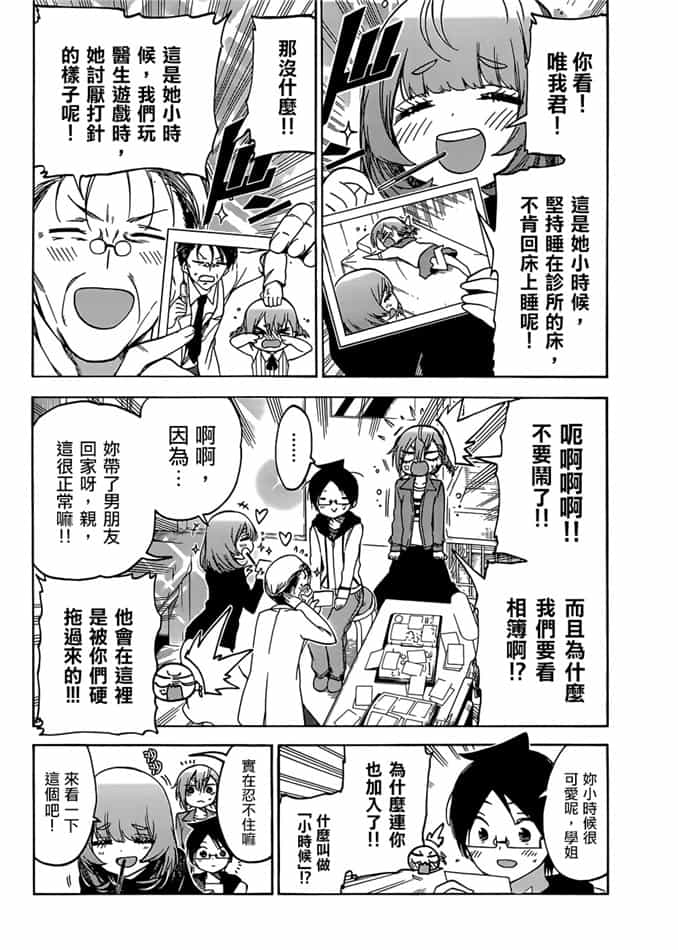 你看！
唯我君！
這是她小時候，
堅持睡在診所的床，
不肯回床上睡呢！
那沒什麼!!
這是她小時
候，我們玩
醫生遊戲時，
她討厭打針
的樣子呢！
呃啊啊啊!!
不要鬧了!!
而且為什麼
我們要看
相簿啊!?
……
啊啊，
因為…
妳帶了男朋友
回家呀，親，
這很正常嘛!!
他會在這裡
是被你們硬
拖過來的!!!
妳小時候很
可愛呢，學姐
為什麼連你
也加入了!!
什麼叫做
「小時候」!?
實在忍不住嘛
來看一下
這個吧！